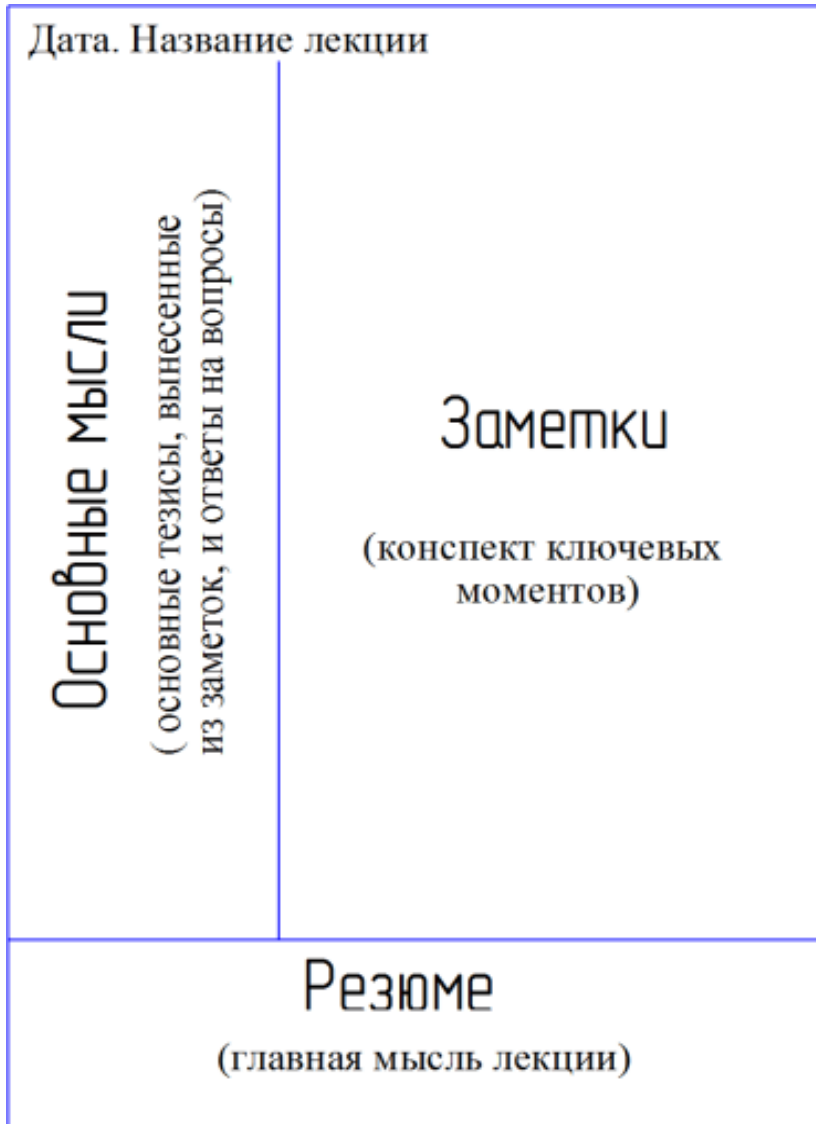 Дата. Название лекции
Основные мысли
( основные тезисы, вынесенные
из заметок, и ответы на вопросы)
Заметки
(конспект ключевых
моментов)
Резюме
(главная мысль лекции)